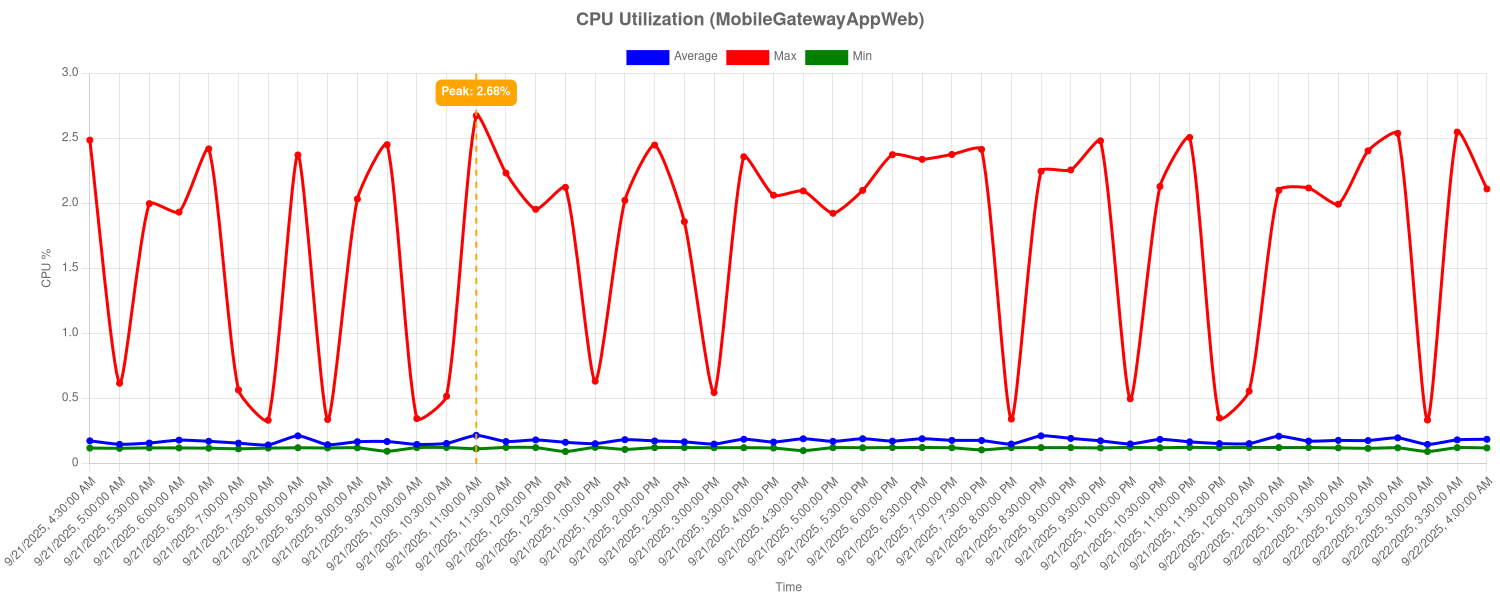 CPU Utilization (MobileGatewayAppWeb)
Average
Max
Min
Peak: 2.68%
CPU %
3.0
2.5
2.0
1.5
1.0
0.5
0
9/21/2025, 4:30:00 AM
9/21/2025, 5:00:00 AM
9/21/2025, 5:30:00 AM
9/21/2025, 6:00:00 AM
9/21/2025, 6:30:00 AM
9/21/2025, 7:00:00 AM
9/21/2025, 7:30:00 AM
9/21/2025, 8:00:00 AM
9/21/2025, 8:30:00 AM
9/21/2025, 9:00:00 AM
9/21/2025, 9:30:00 AM
9/21/2025, 10:00:00 AM
9/21/2025, 10:30:00 AM
9/21/2025, 11:00:00 AM
9/21/2025, 11:30:00 AM
9/21/2025, 12:00:00 PM
9/21/2025, 12:30:00 PM
9/21/2025, 1:00:00 PM
9/21/2025, 1:30:00 PM
9/21/2025, 2:00:00 PM
9/21/2025, 2:30:00 PM
9/21/2025, 3:00:00 PM
9/21/2025, 3:30:00 PM
9/21/2025, 4:00:00 PM
9/21/2025, 4:30:00 PM
9/21/2025, 5:00:00 PM
9/21/2025, 5:30:00 PM
9/21/2025, 6:00:00 PM
9/21/2025, 6:30:00 PM
9/21/2025, 7:00:00 PM
9/21/2025, 7:30:00 PM
9/21/2025, 8:00:00 PM
9/21/2025, 8:30:00 PM
9/21/2025, 9:00:00 PM
9/21/2025, 9:30:00 PM
9/21/2025, 10:00:00 PM
9/21/2025, 10:30:00 PM
9/21/2025, 11:00:00 PM
9/21/2025, 11:30:00 PM
9/22/2025, 12:00:00 AM
9/22/2025, 12:30:00 AM
9/22/2025, 1:00:00 AM
9/22/2025, 1:30:00 AM
9/22/2025, 2:00:00 AM
9/22/2025, 2:30:00 AM
9/22/2025, 3:00:00 AM
9/22/2025, 3:30:00 AM
9/22/2025, 4:00:00 AM
Time